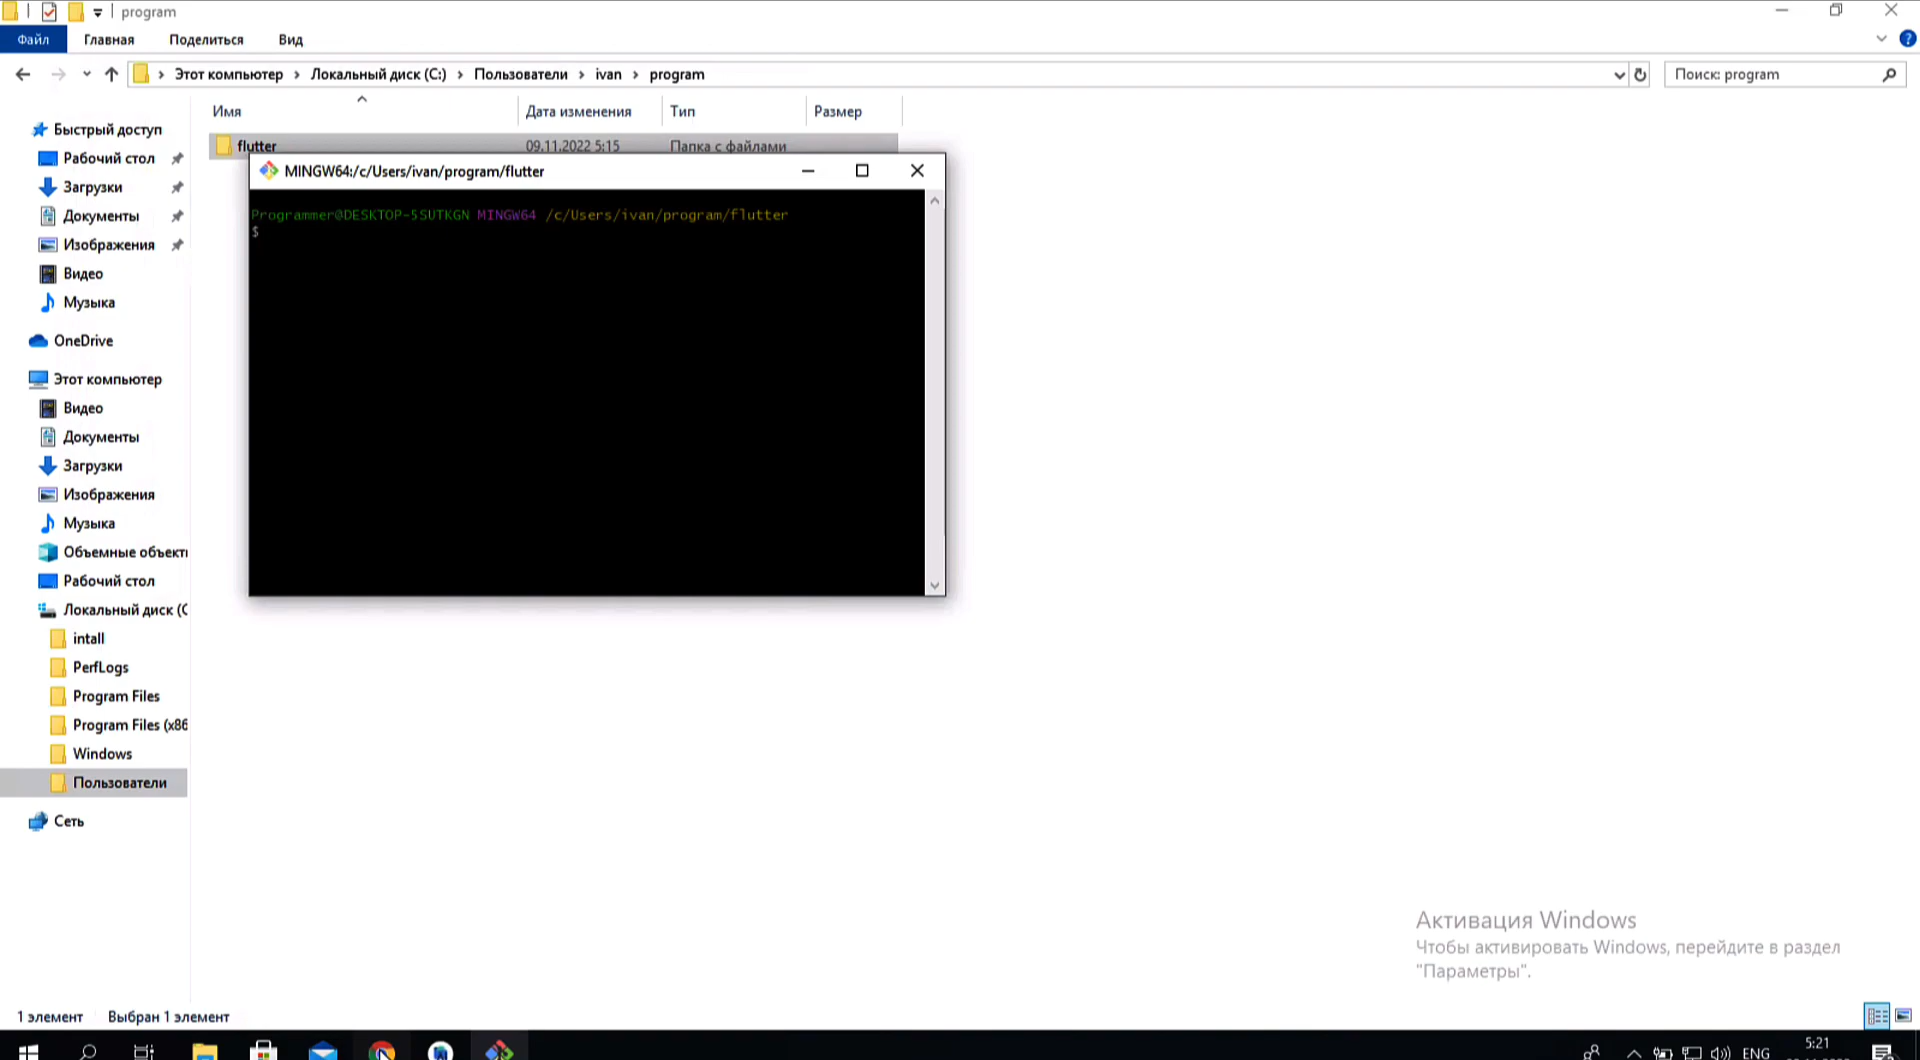 program
Файл Главная Поделиться Вид
Этот компьютер Локальный диск (C:) Пользователи ivan program
Поиск: program
Имя Дата изменения Тип Размер
flutter 09.11.2022 5:15 Папка с файлами
MINGW64:/c/Users/ivan/program/flutter
Programmer@DESKTOP-5SUTKGN MINGW64 /c/Users/ivan/program/flutter
$
Быстрый доступ
Рабочий стол
Загрузки
Документы
Изображения
Видео
Музыка
OneDrive
Этот компьютер
Видео
Документы
Загрузки
Изображения
Музыка
Объемные объекты
Рабочий стол
Локальный диск (C
intall
PerfLogs
Program Files
Program Files (x86
Windows
Пользователи
Сеть
Активация Windows
Чтобы активировать Windows, перейдите в раздел
"Параметры".
1 элемент Выбран 1 элемент
ENG
5:21